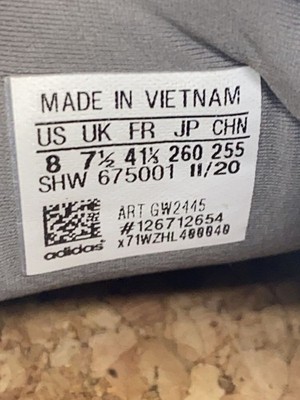 MADE IN VIETNAM
US UK FR JP CHN
8 7½ 41⅓ 260 255
SHW 675001 11/20
ART GW2445
#126712654
x71WZHL400040
adidas